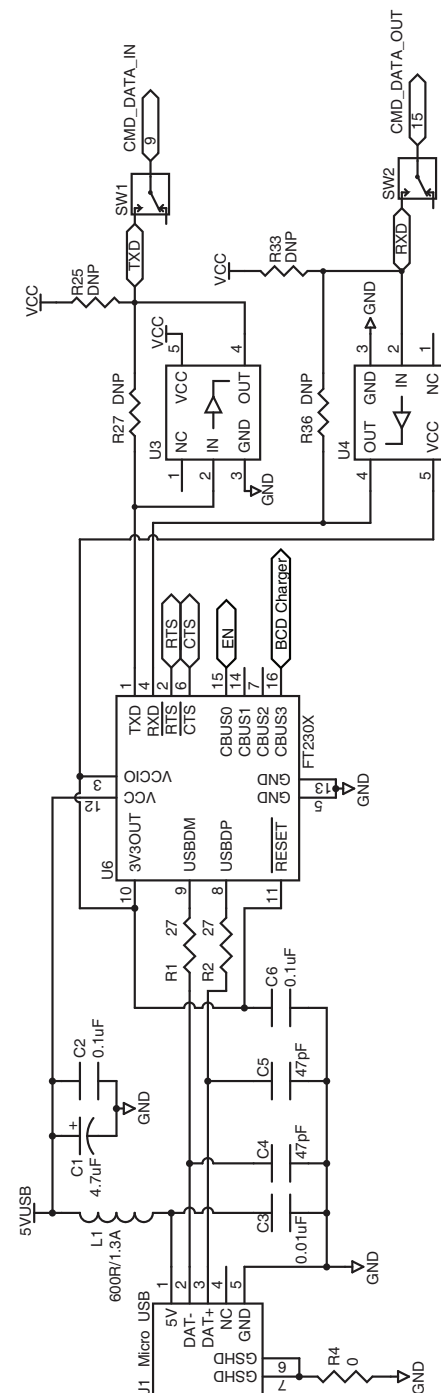 5VUSB
L1
600R/1.3A
C1
4.7uF
+
C2
0.1uF
GND
U1 Micro_USB
5V
1
DAT-
2
DAT+
3
NC
4
GND
5
GSHD
6
GSHD
7
R4
0
GND
C3
0.01uF
C4
47pF
C5
47pF
C6
0.1uF
GND
R1
27
R2
27
U6
FT230X
3V3OUT
10
USBDM
9
USBDP
8
RESET
11
VCC
12
VCCIO
3
GND
5
GND
13
GND
TXD
1
RXD
4
RTS
2
CTS
6
CBUS0
15
CBUS1
14
CBUS2
7
CBUS3
16
RTS
CTS
EN
BCD Charger
R27 DNP
U3
NC
1
IN
2
GND
3
GND
VCC
5
OUT
4
VCC
VCC
R25
DNP
TXD
SW1
CMD_DATA_IN
9
R36 DNP
U4
OUT
4
VCC
5
GND
3
IN
2
NC
1
GND
VCC
R33
DNP
RXD
SW2
CMD_DATA_OUT
15